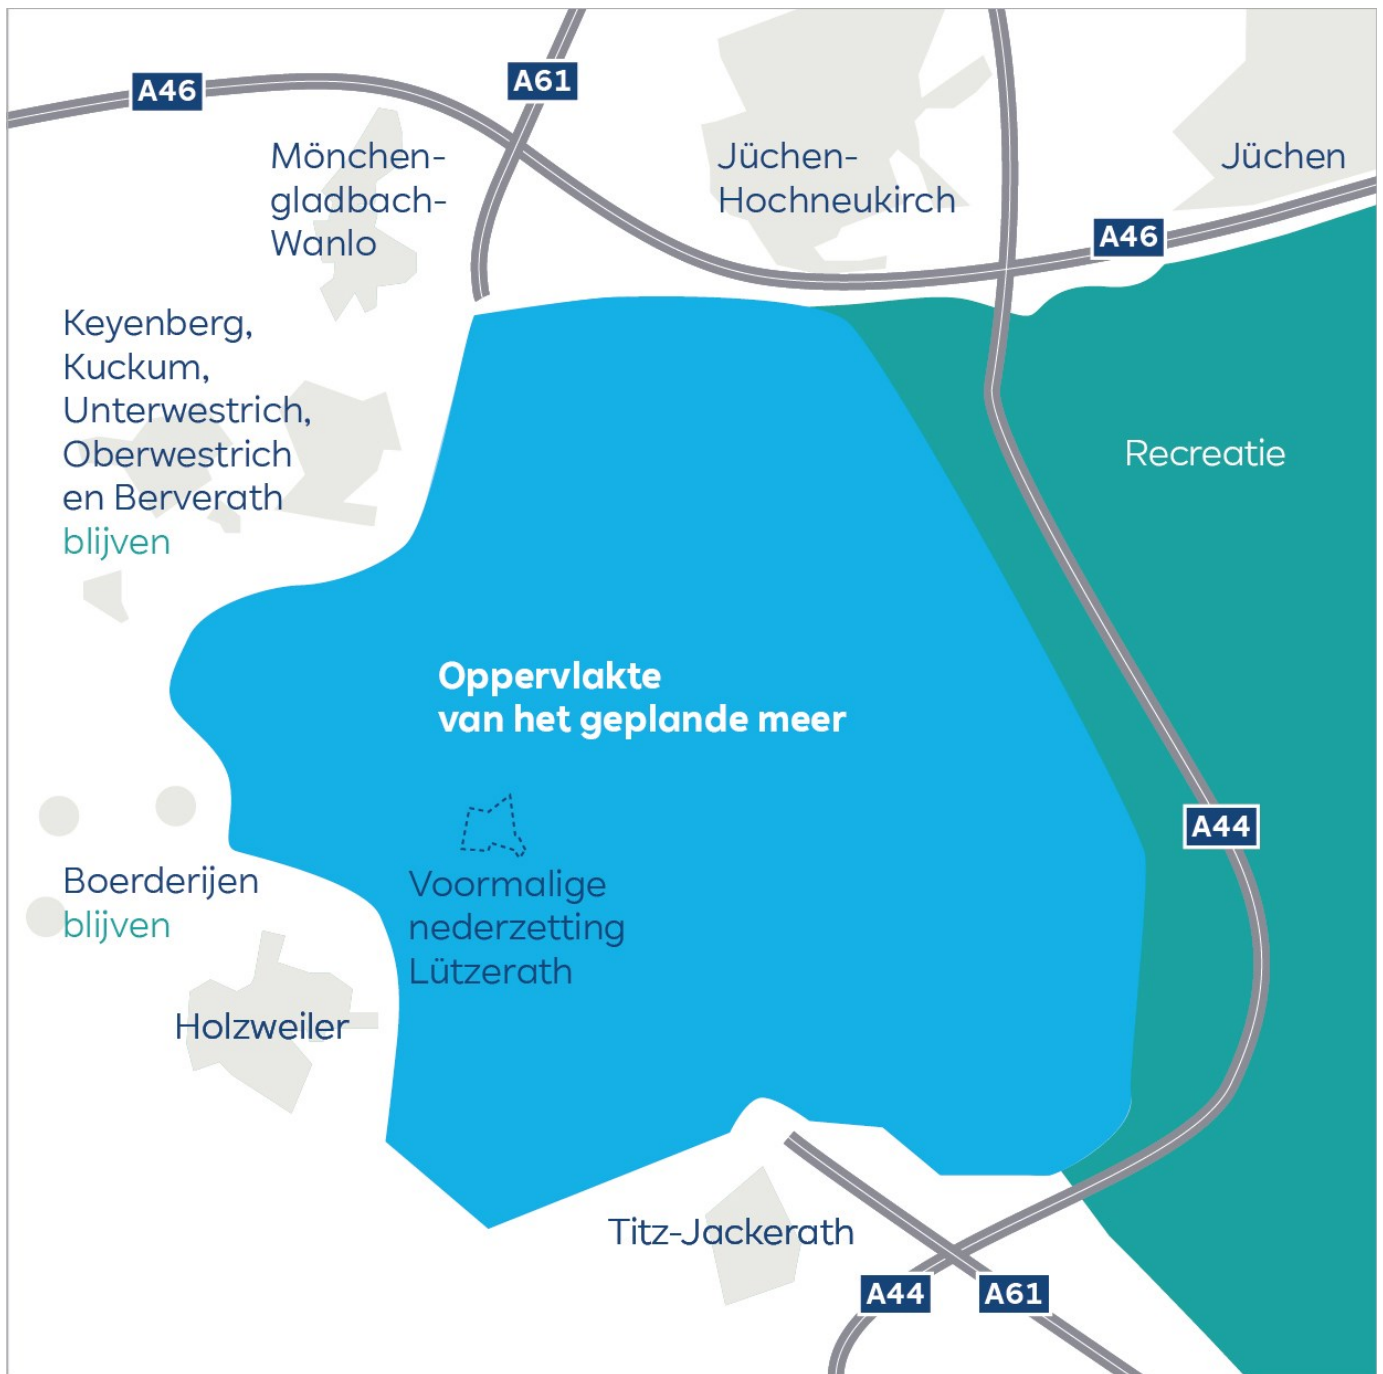 A46
A61
Mönchen-
gladbach-
Wanlo
Jüchen-
Hochneukirch
Jüchen
A46
Keyenberg,
Kuckum,
Unterwestrich,
Oberwestrich
en Berverath
blijven
Recreatie
Oppervlakte
van het geplande meer
A44
Boerderijen
blijven
Voormalige
nederzetting
Lützerath
Holzweiler
Titz-Jackerath
A44
A61